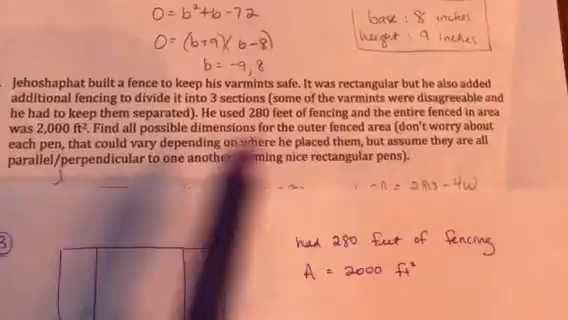 0 = b² + b - 72
0 = (b+9)(b-8)
b = -9, 8
base : 8 inches
height : 9 inches
Jehoshaphat built a fence to keep his varmints safe. It was rectangular but he also added
additional fencing to divide it into 3 sections (some of the varmints were disagreeable and
he had to keep them separated). He used 280 feet of fencing and the entire fenced in area
was 2,000 ft². Find all possible dimensions for the outer fenced area (don't worry about
each pen, that could vary depending on where he placed them, but assume they are all
parallel/perpendicular to one another ming nice rectangular pens).
= 280 - 4w
3
had 280 feet of fencing
A = 2000 ft²